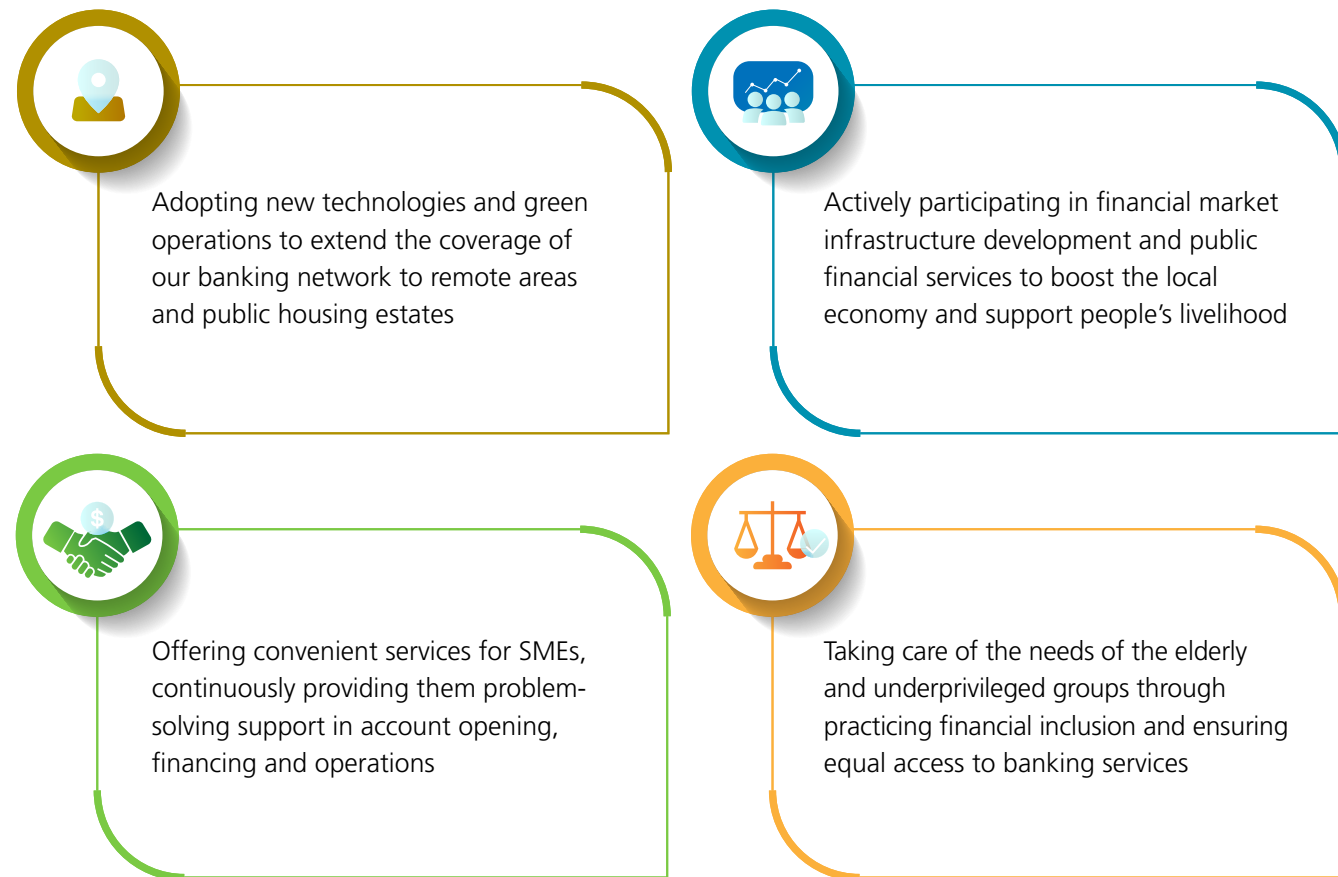 Adopting new technologies and green
operations to extend the coverage of
our banking network to remote areas
and public housing estates
Actively participating in financial market
infrastructure development and public
financial services to boost the local
economy and support people’s livelihood
$
Offering convenient services for SMEs,
continuously providing them problem-
solving support in account opening,
financing and operations
Taking care of the needs of the elderly
and underprivileged groups through
practicing financial inclusion and ensuring
equal access to banking services